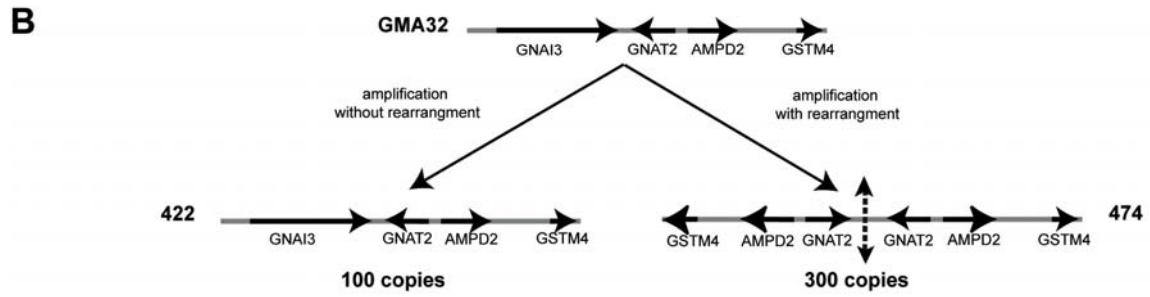 B
GMA32
GNAI3 GNAT2 AMPD2 GSTM4
amplification
without rearrangment
amplification
with rearrangment
422
GNAI3 GNAT2 AMPD2 GSTM4
100 copies
474
GSTM4 AMPD2 GNAT2 GNAT2 AMPD2 GSTM4
300 copies